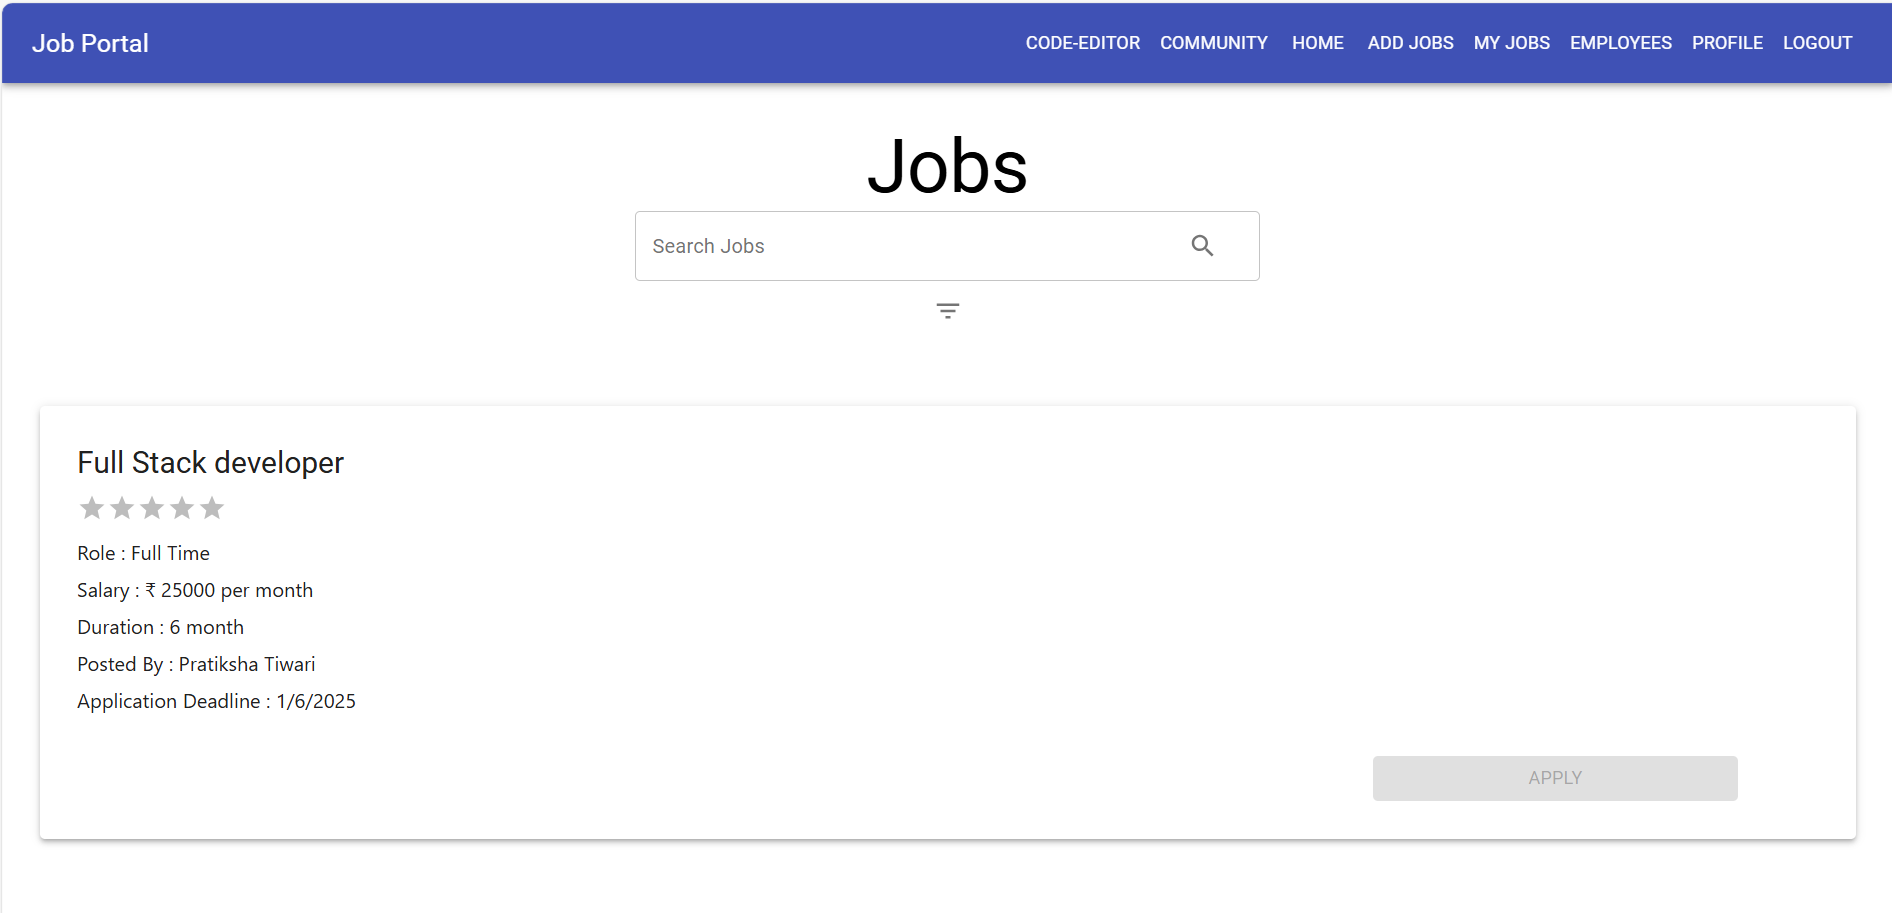 Job Portal CODE-EDITOR COMMUNITY HOME ADD JOBS MY JOBS EMPLOYEES PROFILE LOGOUT
Jobs
Search Jobs
Full Stack developer
Role : Full Time
Salary : ₹ 25000 per month
Duration : 6 month
Posted By : Pratiksha Tiwari
Application Deadline : 1/6/2025
APPLY